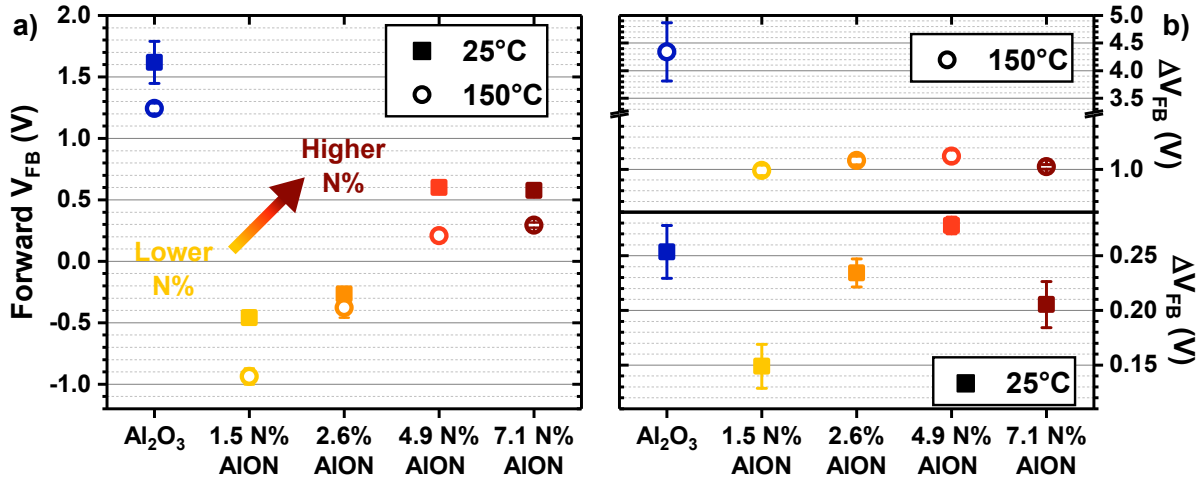 a)
Forward V_FB (V)
2.0
1.5
1.0
0.5
0.0
-0.5
-1.0
25°C
150°C
Higher
N%
Lower
N%
Al₂O₃
1.5 N%
AlON
2.6%
AlON
4.9 N%
AlON
7.1 N%
AlON
b)
150°C
5.0
4.5
4.0
3.5
1.0
ΔV_FB (V)
0.25
0.20
0.15
ΔV_FB (V)
25°C
Al₂O₃
1.5 N%
AlON
2.6%
AlON
4.9 N%
AlON
7.1 N%
AlON